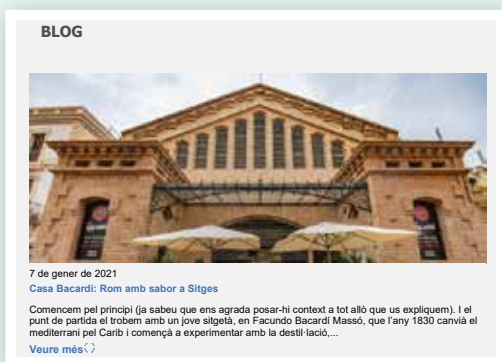 BLOG
7 de gener de 2021
Casa Bacardí: Rom amb sabor a Sitges
Comencem pel principi (ja sabeu que ens agrada posar-hi context a tot allò que us expliquem). I el
punt de partida el trobem amb un jove sitgetà, en Facundo Bacardí Massó, que l'any 1830 canvià el
mediterrani pel Carib i començà a experimentar amb la destil·lació,...
Veure més